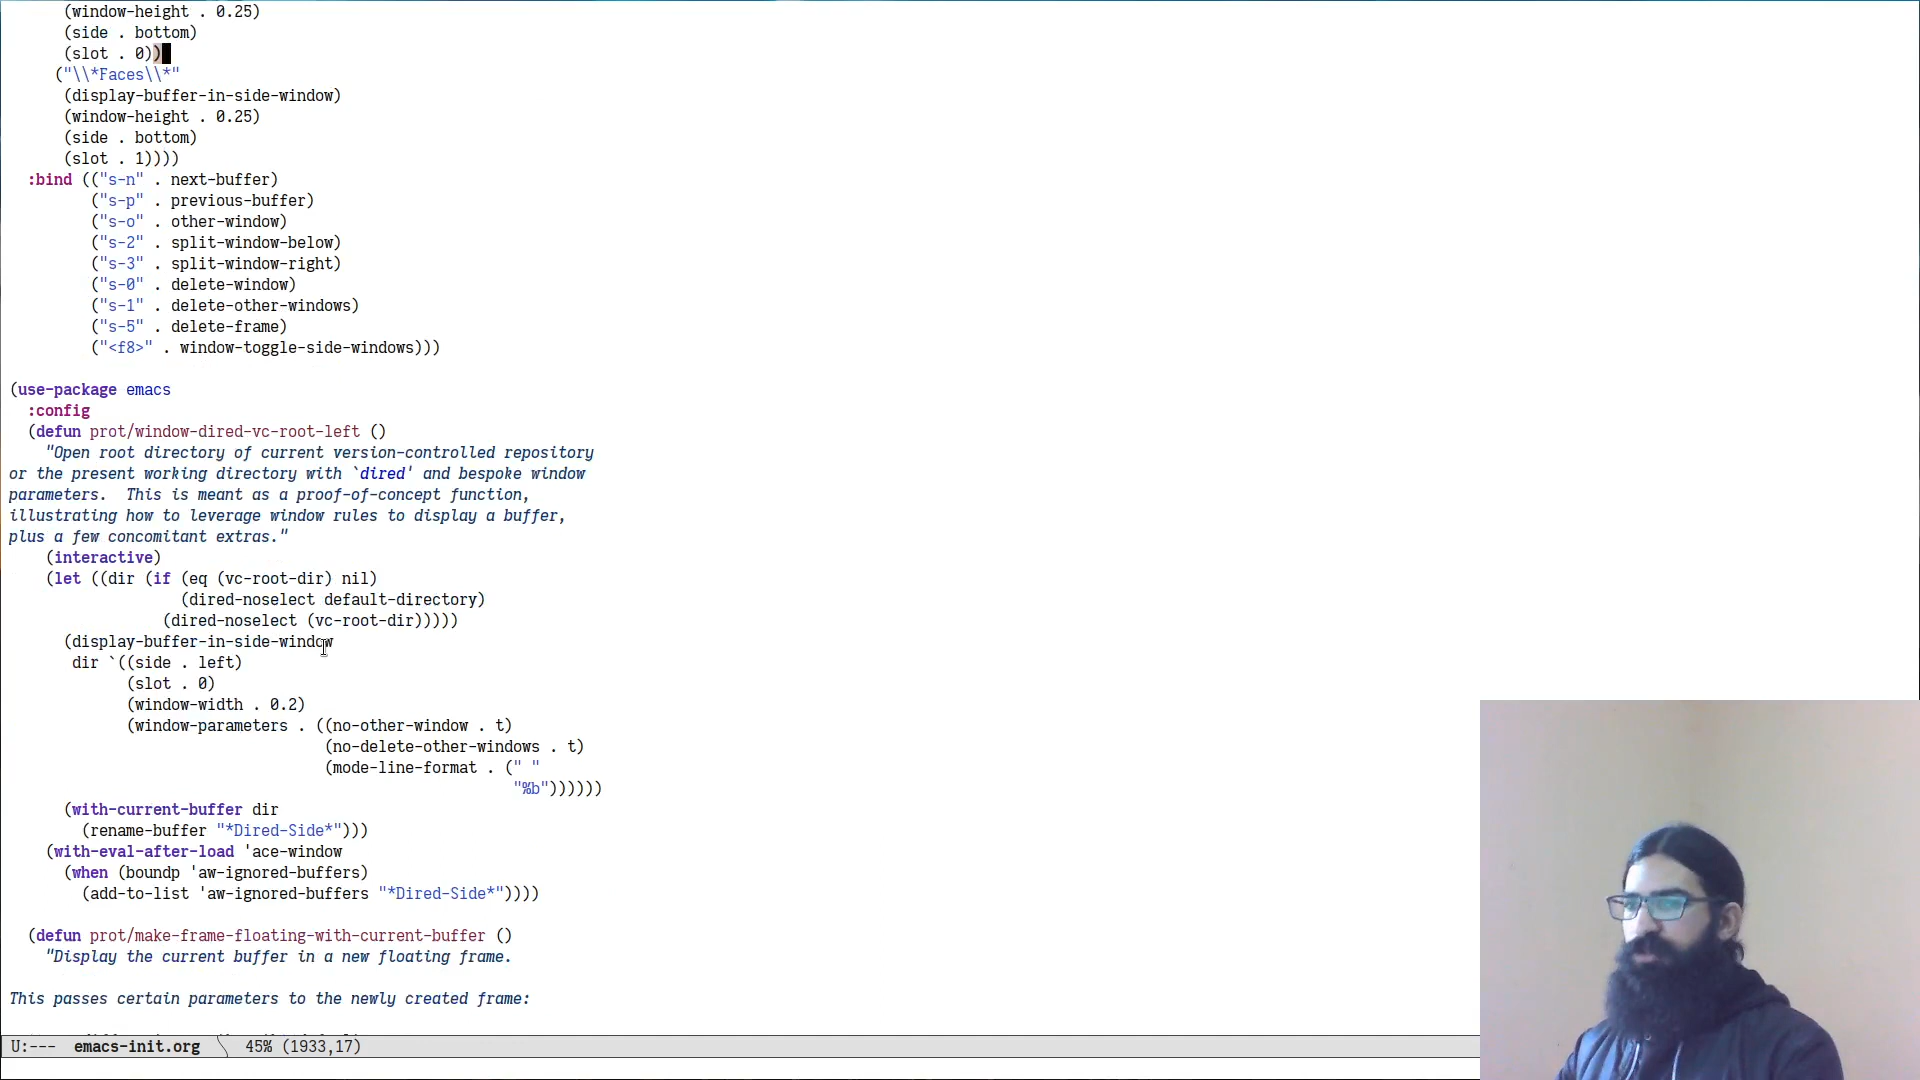 (window-height . 0.25)
(side . bottom)
(slot . 0))
("\\*Faces\\*"
(display-buffer-in-side-window)
(window-height . 0.25)
(side . bottom)
(slot . 1))))
:bind (("s-n" . next-buffer)
("s-p" . previous-buffer)
("s-o" . other-window)
("s-2" . split-window-below)
("s-3" . split-window-right)
("s-0" . delete-window)
("s-1" . delete-other-windows)
("s-5" . delete-frame)
("<f8>" . window-toggle-side-windows)))
(use-package emacs
:config
(defun prot/window-dired-vc-root-left ()
"Open root directory of current version-controlled repository
or the present working directory with `dired' and bespoke window
parameters.  This is meant as a proof-of-concept function,
illustrating how to leverage window rules to display a buffer,
plus a few concomitant extras."
(interactive)
(let ((dir (if (eq (vc-root-dir) nil)
(dired-noselect default-directory)
(dired-noselect (vc-root-dir)))))
(display-buffer-in-side-window
dir `((side . left)
(slot . 0)
(window-width . 0.2)
(window-parameters . ((no-other-window . t)
(no-delete-other-windows . t)
(mode-line-format . (" "
"%b"))))))
(with-current-buffer dir
(rename-buffer "*Dired-Side*")))
(with-eval-after-load 'ace-window
(when (boundp 'aw-ignored-buffers)
(add-to-list 'aw-ignored-buffers "*Dired-Side*"))))
(defun prot/make-frame-floating-with-current-buffer ()
"Display the current buffer in a new floating frame.
This passes certain parameters to the newly created frame:
U:--- emacs-init.org 45% (1933,17)